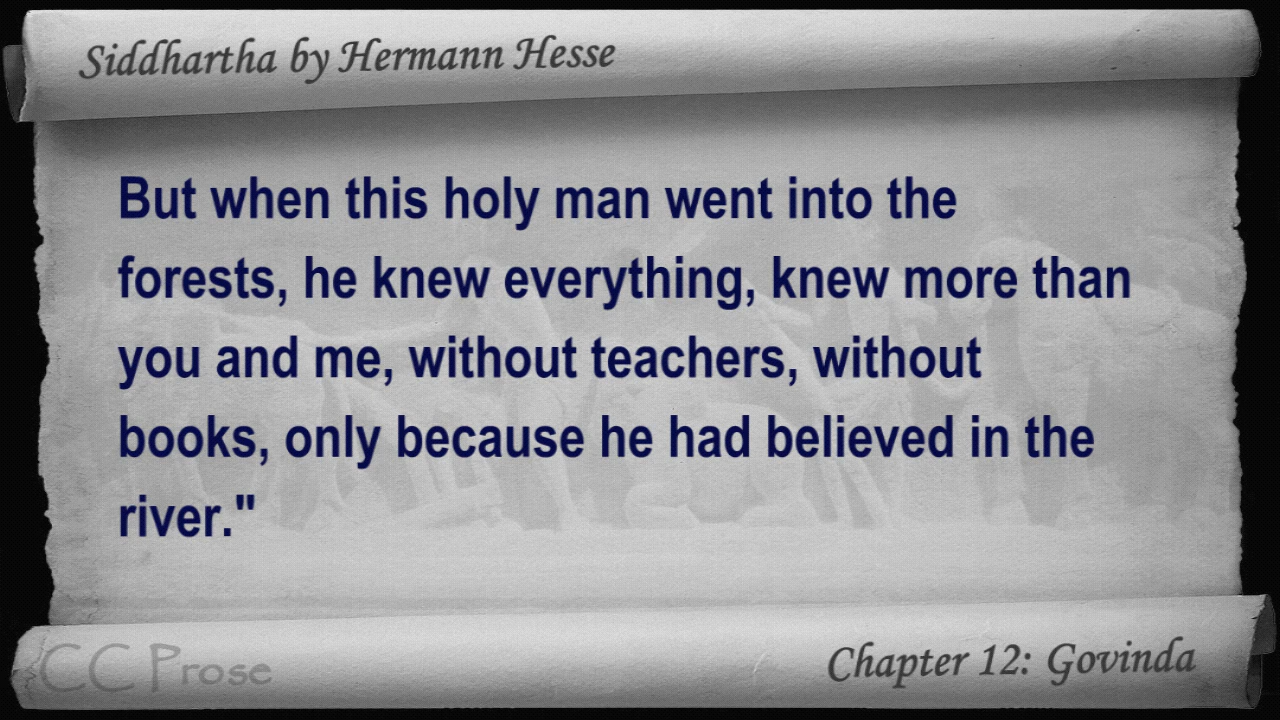 Siddhartha by Hermann Hesse
But when this holy man went into the
forests, he knew everything, knew more than
you and me, without teachers, without
books, only because he had believed in the
river."
CC Prose
Chapter 12: Govinda